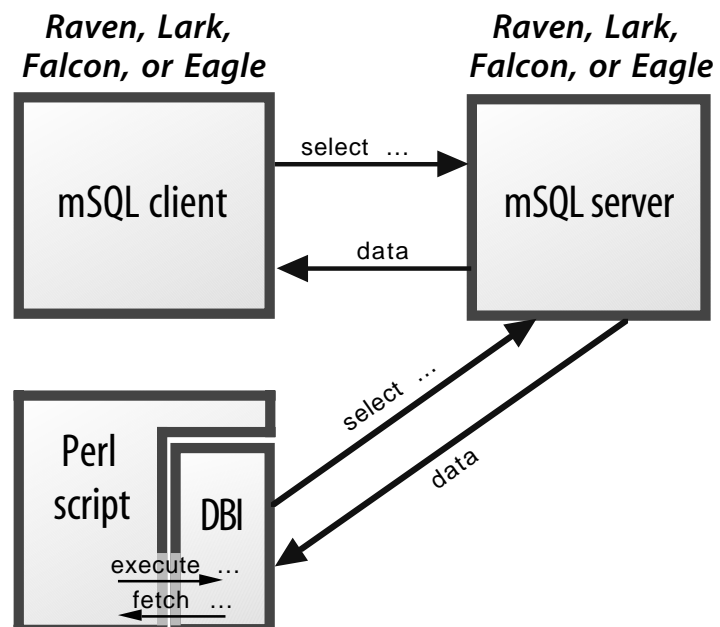 Raven, Lark,
Falcon, or Eagle
Raven, Lark,
Falcon, or Eagle
mSQL client
select ...
data
mSQL server
select ...
data
Perl
script
DBI
execute ...
fetch ...